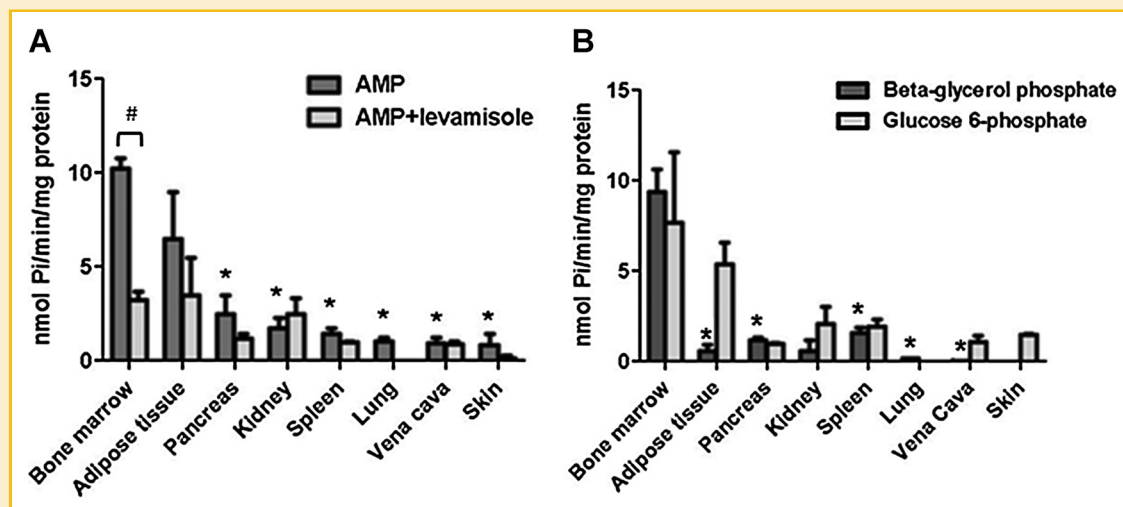 A
15
10
5
0
nmol Pi/min/mg protein
#
AMP
AMP+levamisole
*
*
*
*
*
*
Bone marrow
Adipose tissue
Pancreas
Kidney
Spleen
Lung
Vena cava
Skin
B
15
10
5
0
nmol Pi/min/mg protein
Beta-glycerol phosphate
Glucose 6-phosphate
*
*
*
*
*
Bone marrow
Adipose tissue
Pancreas
Kidney
Spleen
Lung
Vena Cava
Skin